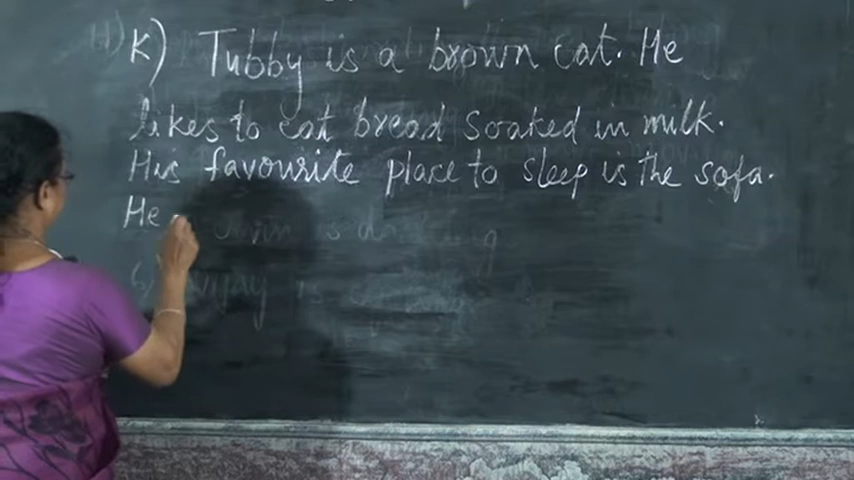 K) Tubby is a brown cat. He
likes to eat bread soaked in milk.
His favourite place to sleep is the sofa.
He